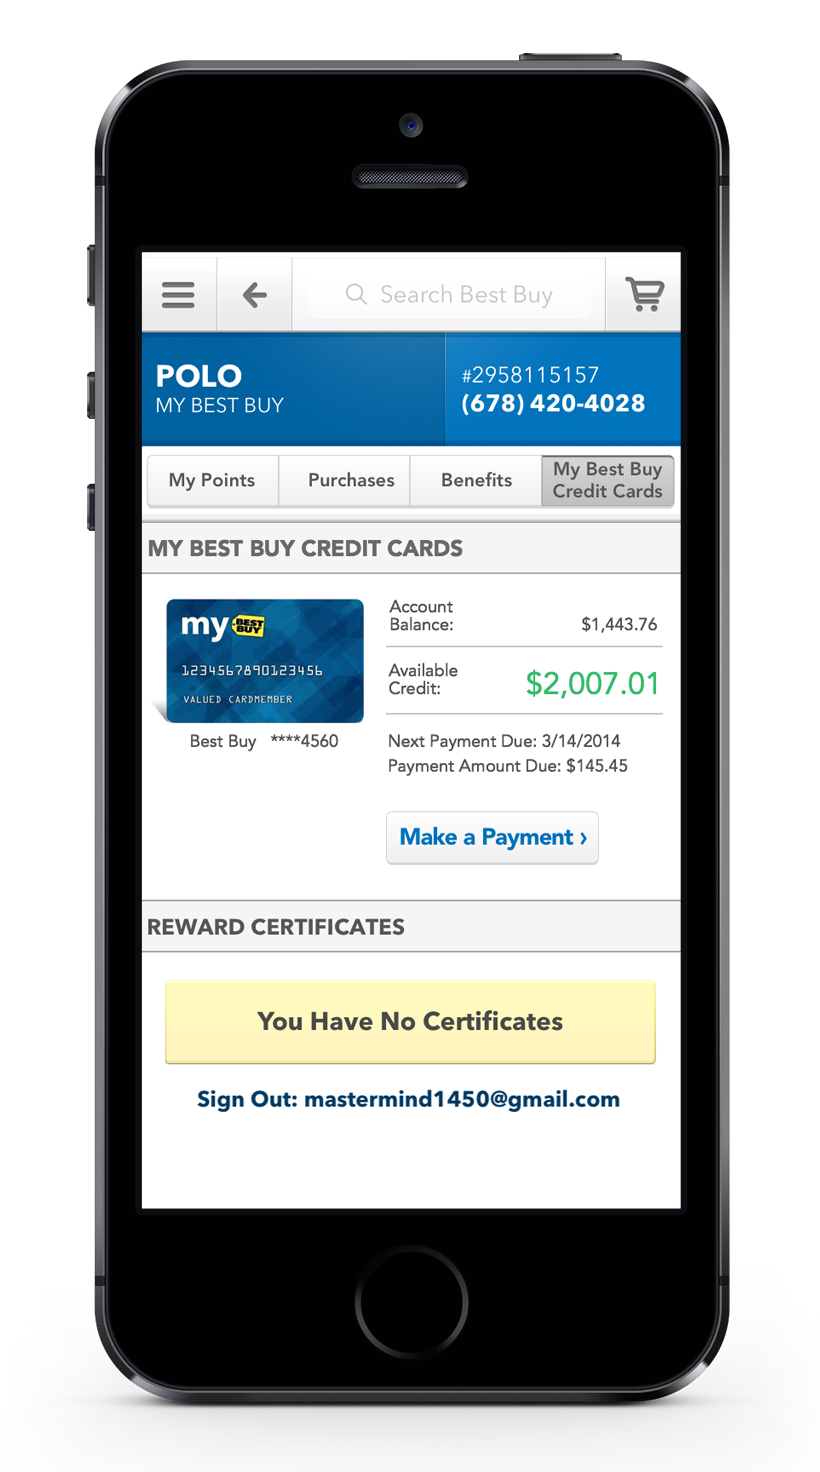 Search Best Buy
POLO
MY BEST BUY
#2958115157
(678) 420-4028
My Points
Purchases
Benefits
My Best Buy
Credit Cards
MY BEST BUY CREDIT CARDS
my BEST BUY
1234567890123456
VALUED CARDMEMBER
Best Buy ****4560
Account
Balance:
$1,443.76
Available
Credit:
$2,007.01
Next Payment Due: 3/14/2014
Payment Amount Due: $145.45
Make a Payment ›
REWARD CERTIFICATES
You Have No Certificates
Sign Out: mastermind1450@gmail.com